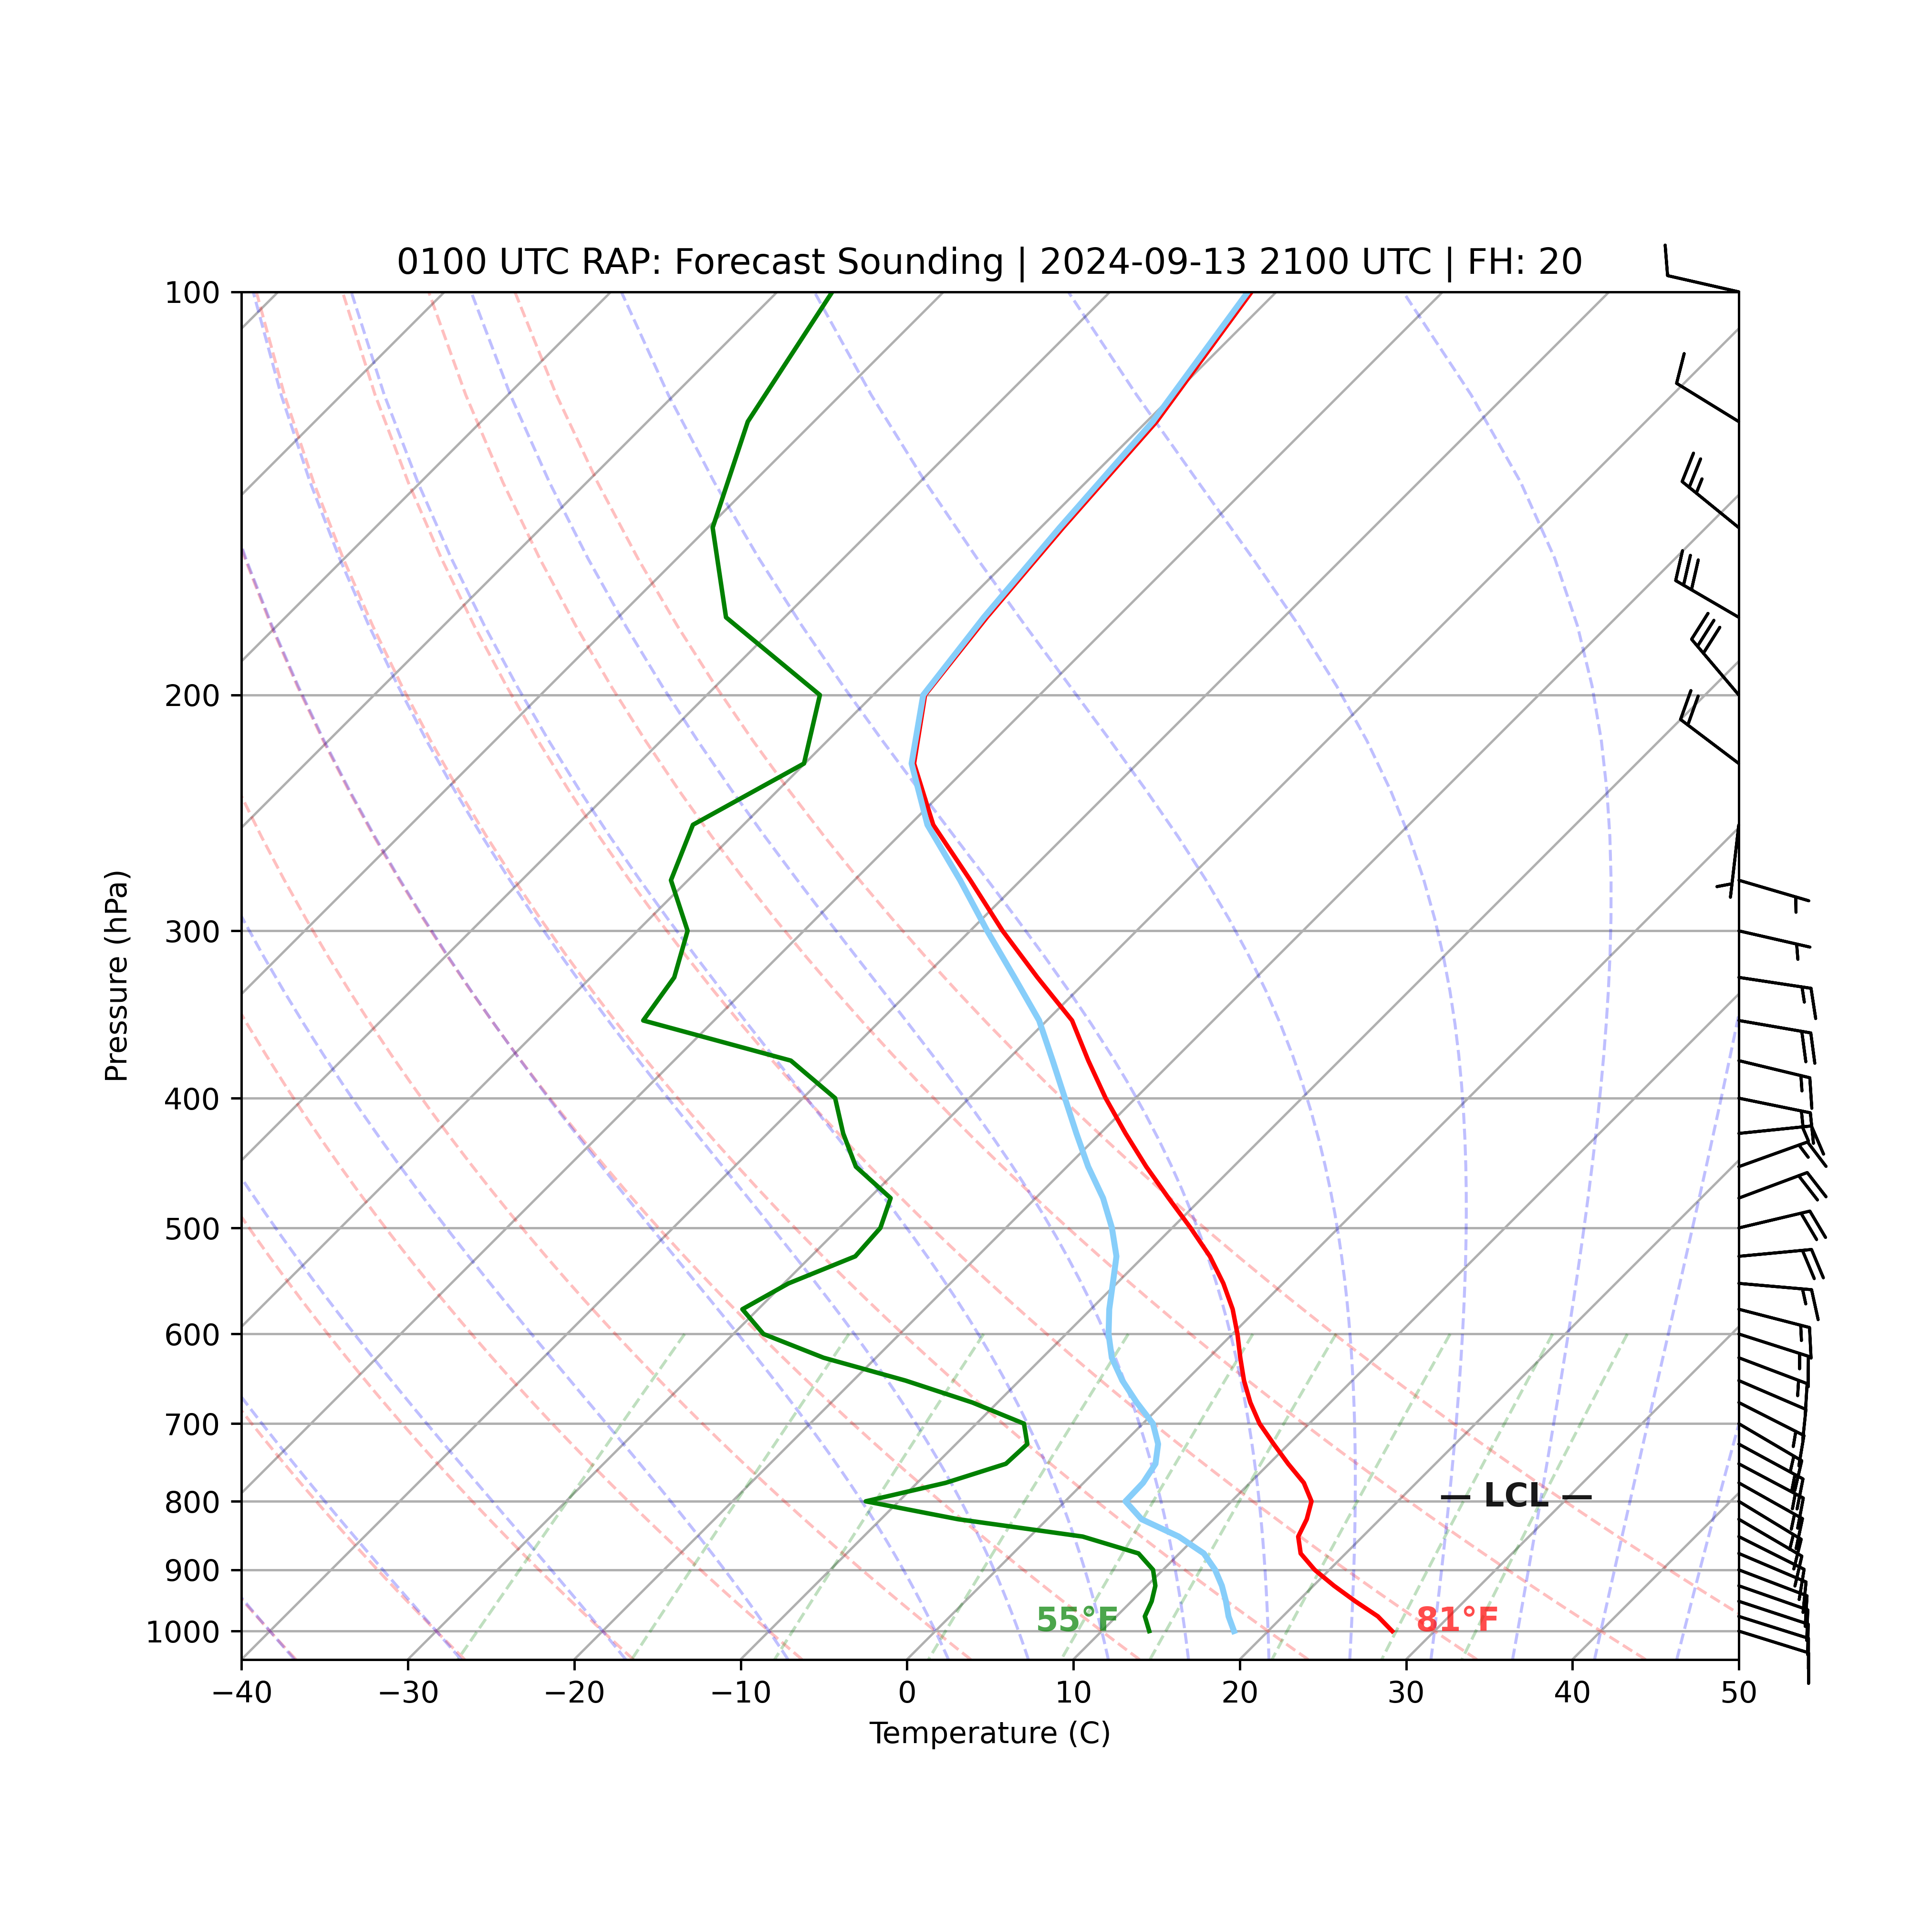 0100 UTC RAP: Forecast Sounding | 2024-09-13 2100 UTC | FH: 20
100
200
300
400
500
600
700
800
900
1000
Pressure (hPa)
— LCL —
55°F
81°F
−40 −30 −20 −10 0 10 20 30 40 50
Temperature (C)